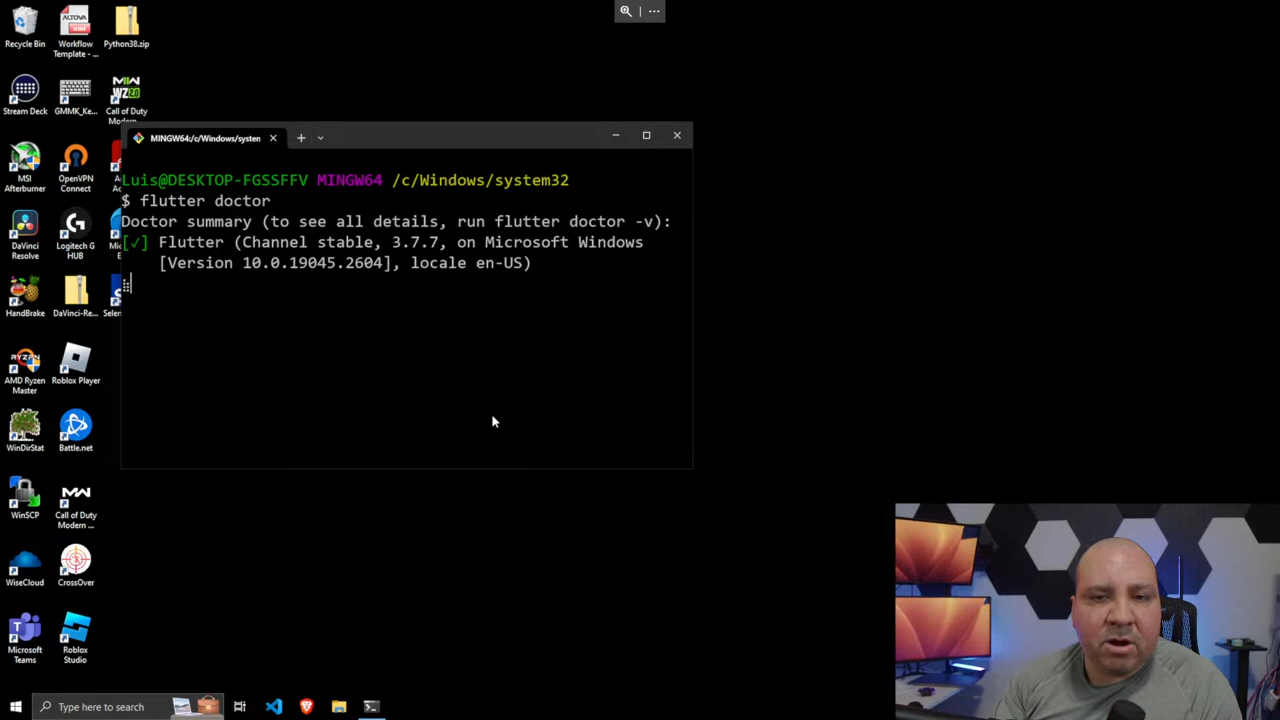 Recycle Bin
Workflow
Template - ...
Python38.zip
Stream Deck
GMMK_Ke...
Call of Duty
MSI
Afterburner
OpenVPN
Connect
DaVinci
Resolve
Logitech G
HUB
HandBrake
DaVinci-Re...
AMD Ryzen
Master
Roblox Player
WinDirStat
Battle.net
WinSCP
Call of Duty
Modern ...
WiseCloud
CrossOver
Microsoft
Teams
Roblox
Studio
MINGW64:/c/Windows/system
Luis@DESKTOP-FGSSFFV MINGW64 /c/Windows/system32
$ flutter doctor
Doctor summary (to see all details, run flutter doctor -v):
[✓] Flutter (Channel stable, 3.7.7, on Microsoft Windows
[Version 10.0.19045.2604], locale en-US)
Type here to search